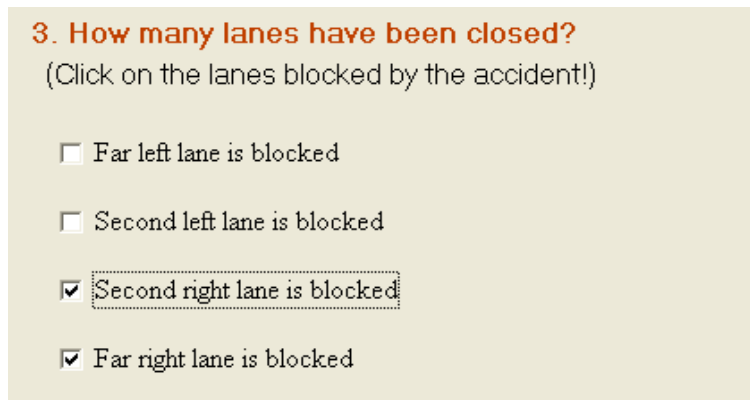 3. How many lanes have been closed?
(Click on the lanes blocked by the accident!)
Far left lane is blocked
Second left lane is blocked
Second right lane is blocked
Far right lane is blocked